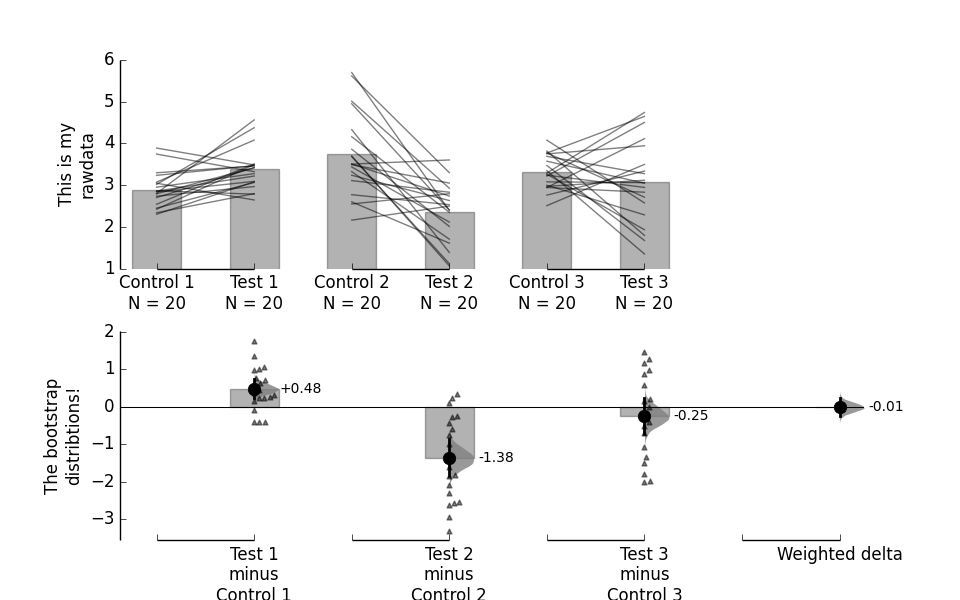 This is my
rawdata
6
5
4
3
2
1
Control 1
N = 20
Test 1
N = 20
Control 2
N = 20
Test 2
N = 20
Control 3
N = 20
Test 3
N = 20
The bootstrap
distribtions!
2
1
0
−1
−2
−3
+0.48
-1.38
-0.25
-0.01
Test 1
minus
Control 1
Test 2
minus
Control 2
Test 3
minus
Control 3
Weighted delta